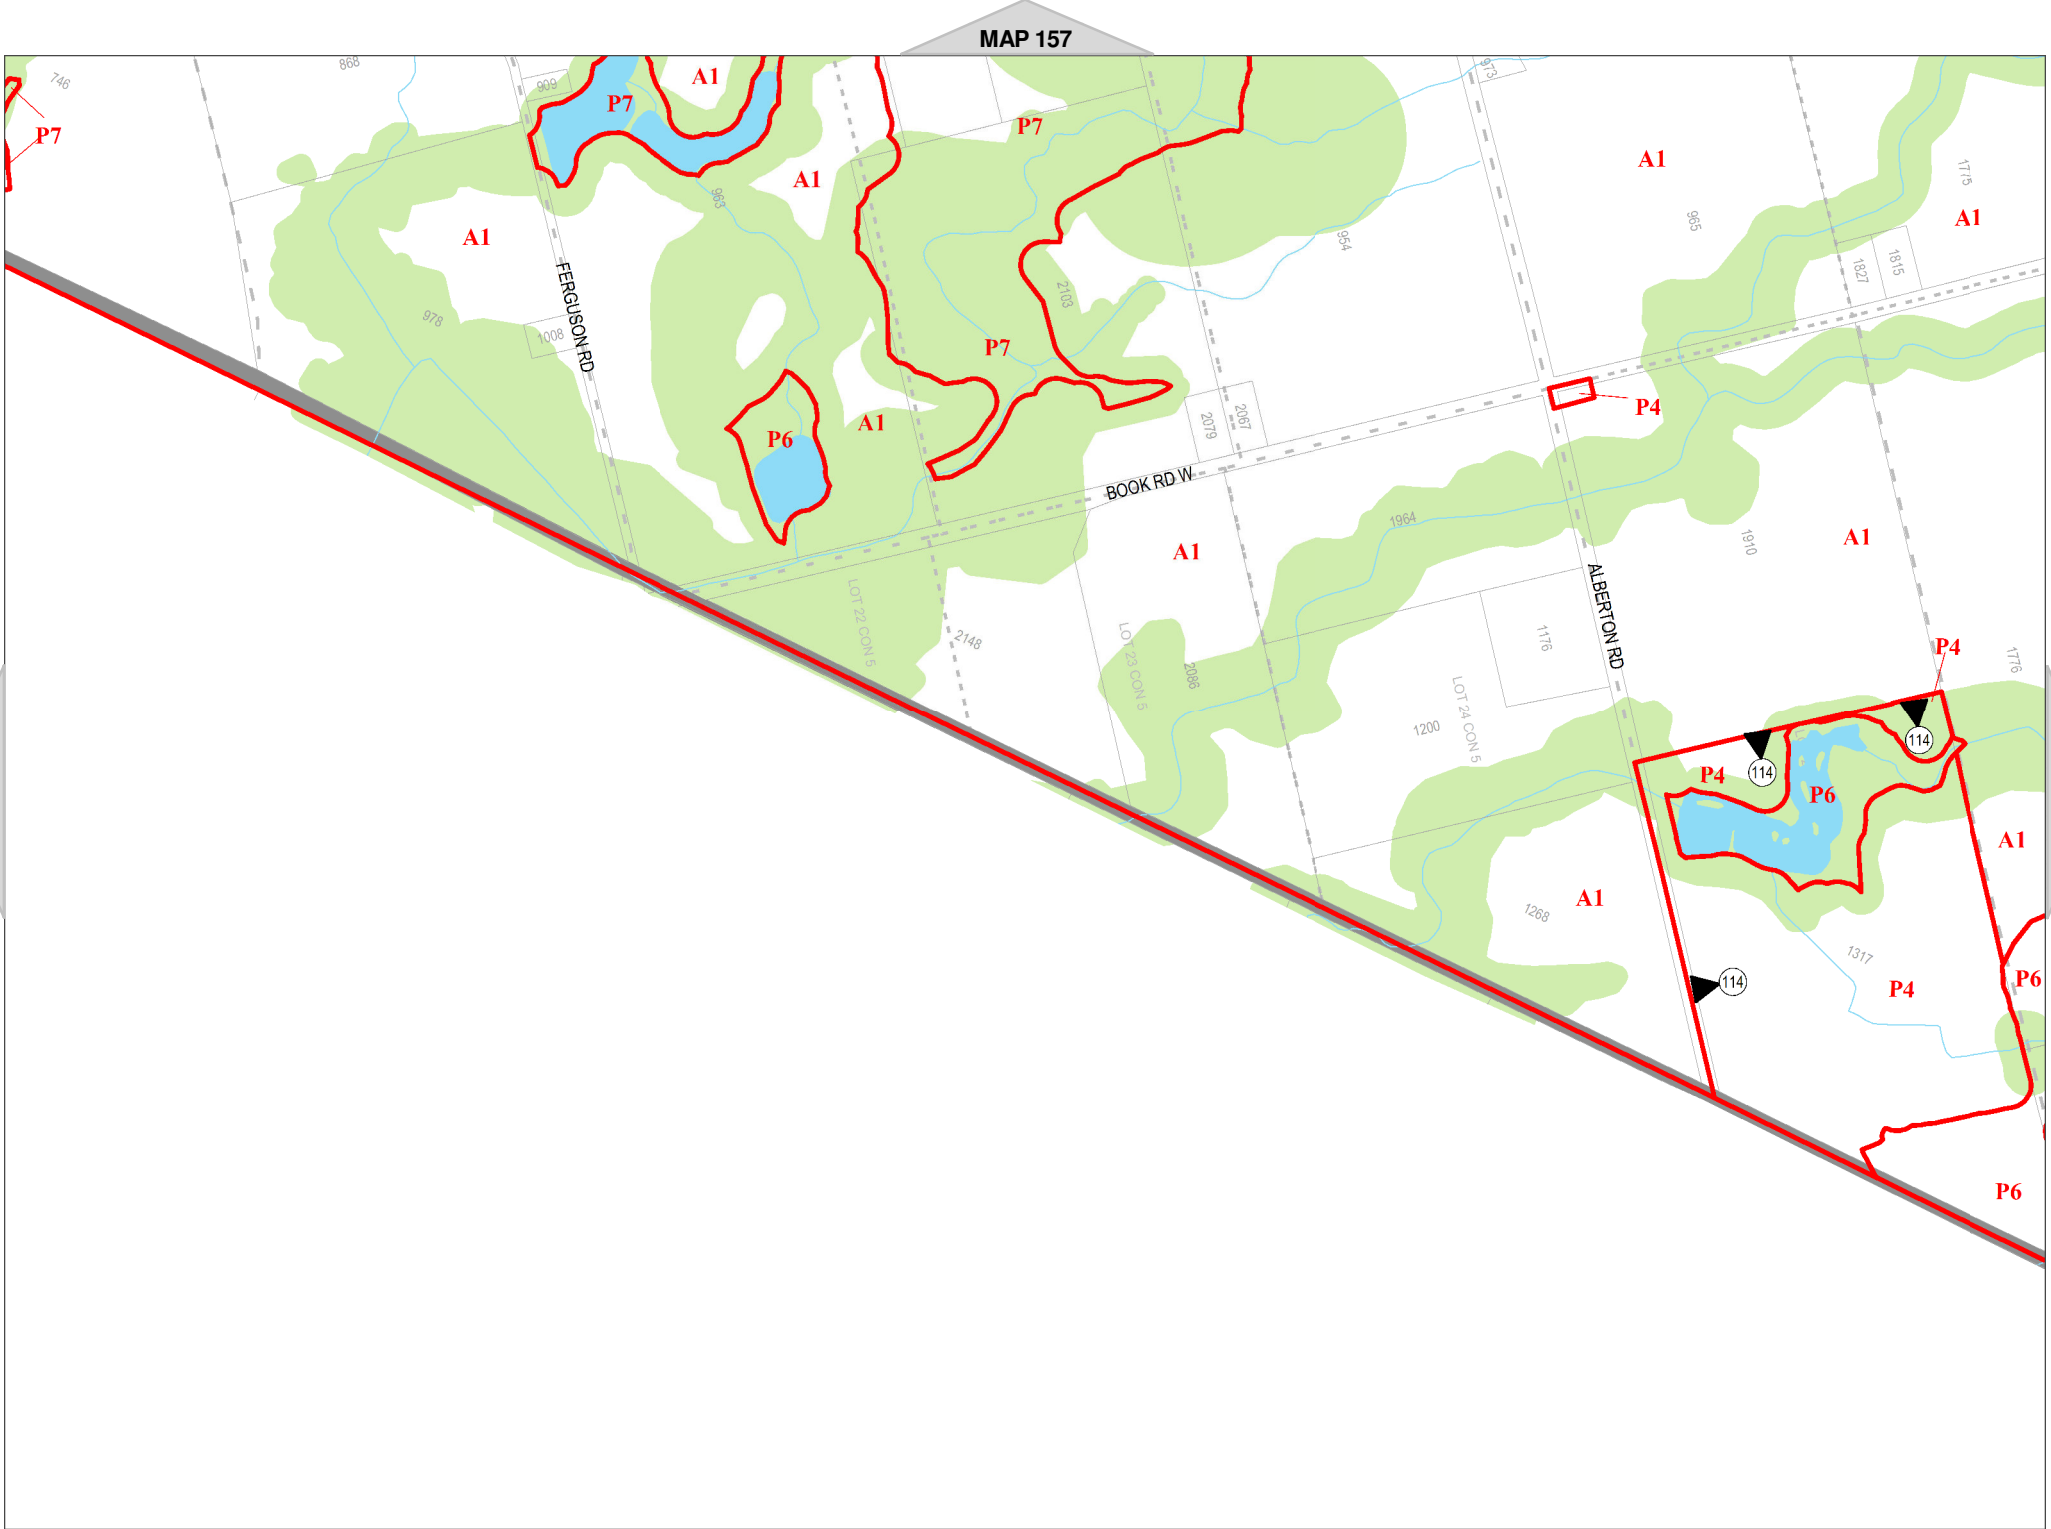 MAP 157
746
868
909
A1
P7
P7
P7
973
A1
A1
1775
963
A1
A1
965
954
A1
1827
1815
FERGUSON RD
2103
978
1008
P7
P4
P6
A1
2079
2067
BOOK RD W
1964
A1
A1
1910
LOT 22 CON 5
2148
LOT 23 CON 5
2086
1176
ALBERTON RD
P4
1776
LOT 24 CON 5
1200
114
114
P4
P6
A1
A1
1268
1317
P4
P6
114
P6